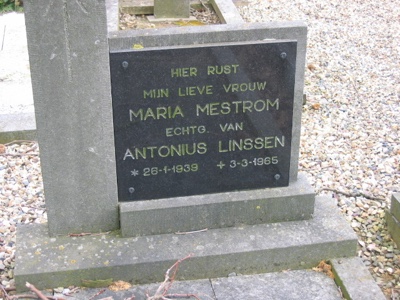 HIER RUST
MIJN LIEVE VROUW
MARIA MESTROM
ECHTG. VAN
ANTONIUS LINSSEN
* 26-1-1939 + 3-3-1965